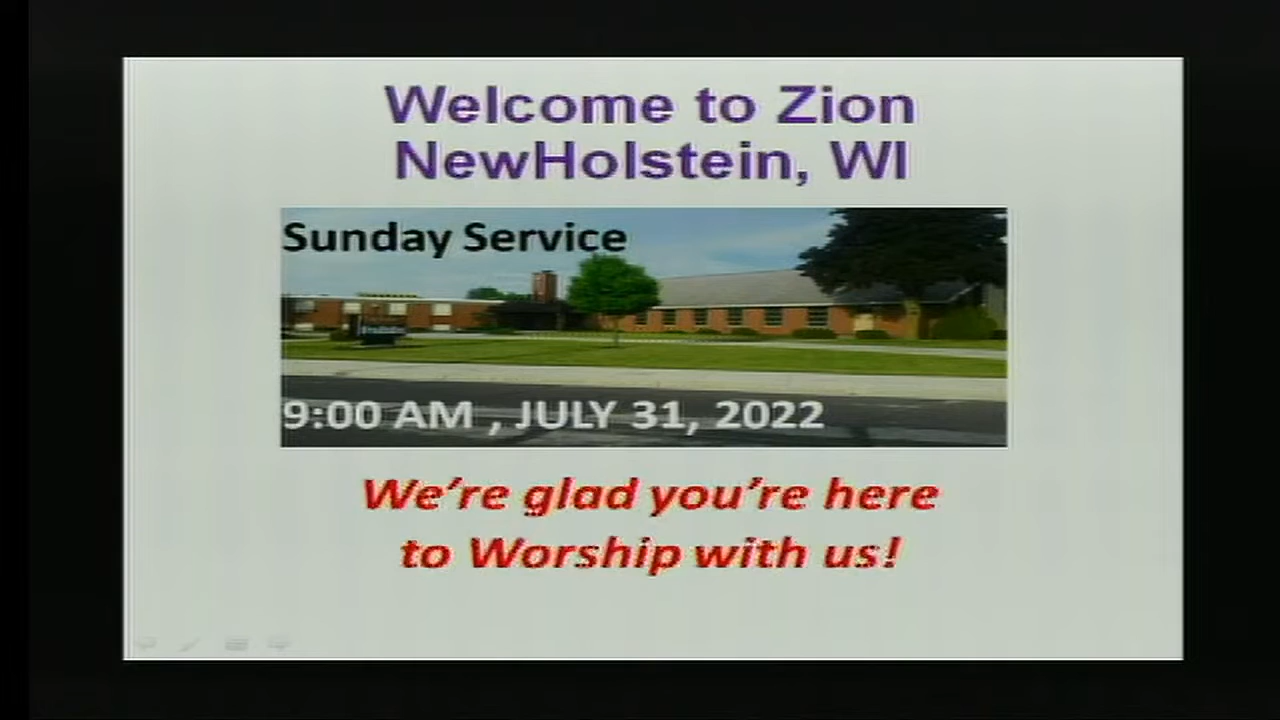 Welcome to Zion
NewHolstein, WI
Sunday Service
9:00 AM , JULY 31, 2022
We're glad you're here
to Worship with us!